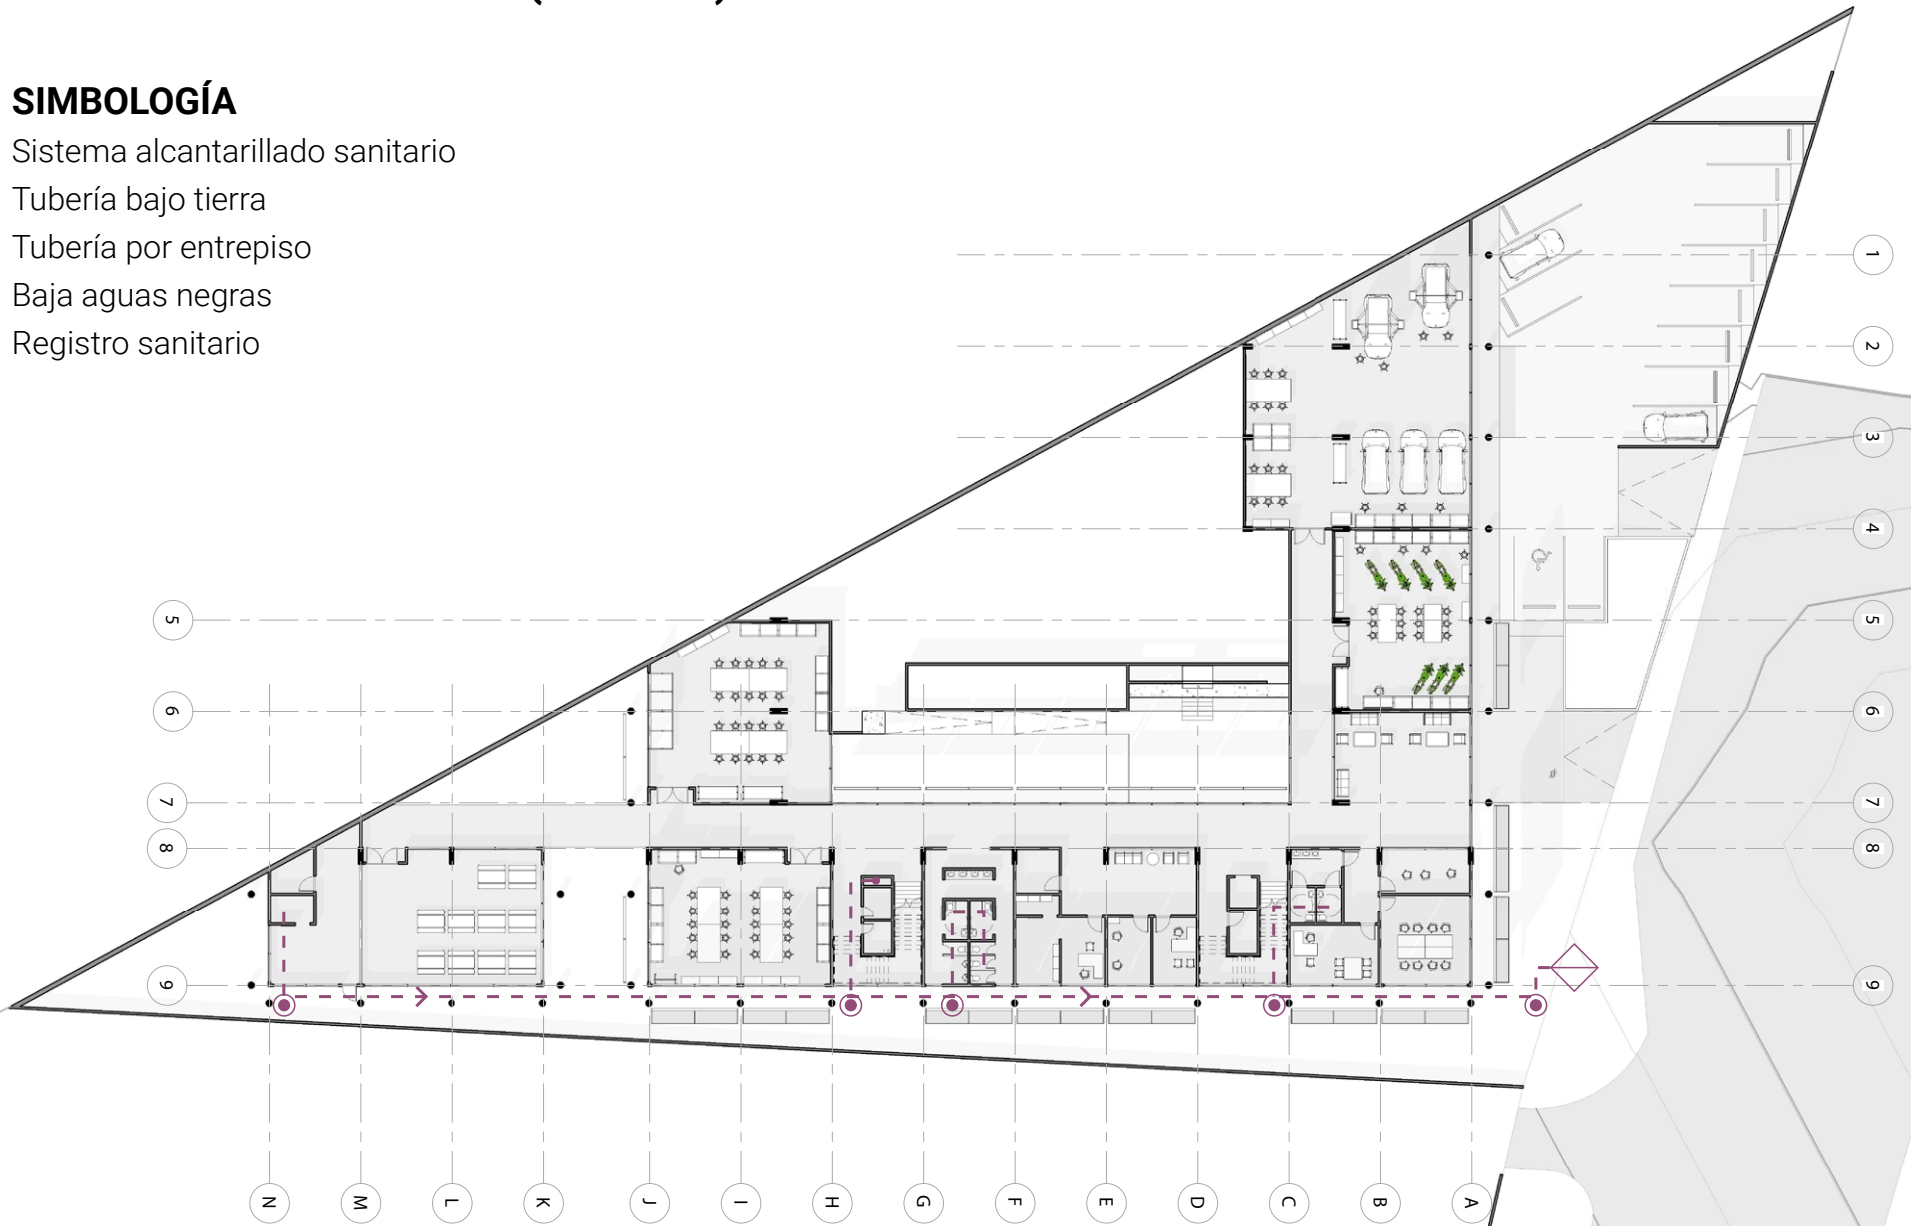 SIMBOLOGÍA
Sistema alcantarillado sanitario
Tubería bajo tierra
Tubería por entrepiso
Baja aguas negras
Registro sanitario
1
2
3
4
5
5
6
6
7
7
8
8
9
9
N
M
L
K
J
I
H
G
F
E
D
C
B
A